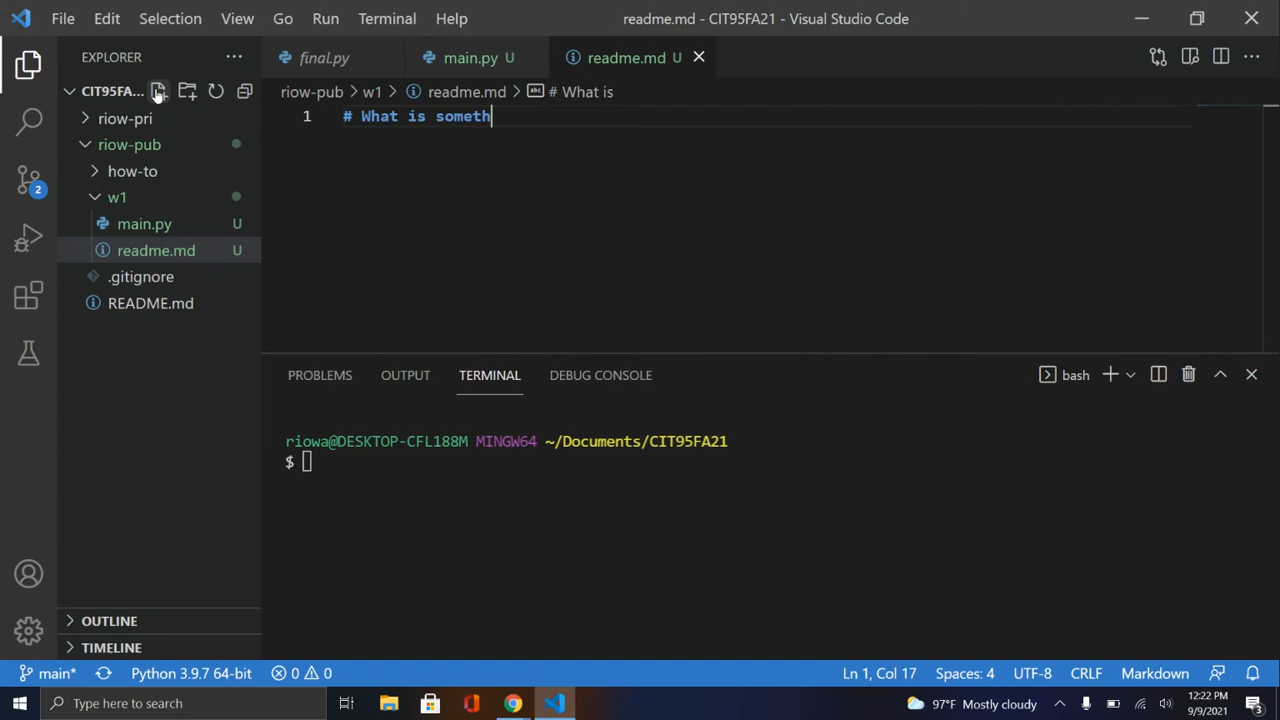 File Edit Selection View Go Run Terminal Help
readme.md - CIT95FA21 - Visual Studio Code
EXPLORER
final.py
main.py U
readme.md U
CIT95FA...
riow-pub > w1 > readme.md > # What is
riow-pri
1 # What is someth
riow-pub
how-to
w1
main.py U
readme.md U
.gitignore
README.md
PROBLEMS OUTPUT TERMINAL DEBUG CONSOLE
bash
riowa@DESKTOP-CFL188M MINGW64 ~/Documents/CIT95FA21
$
2
OUTLINE
TIMELINE
main* Python 3.9.7 64-bit 0 0
Ln 1, Col 17 Spaces: 4 UTF-8 CRLF Markdown
Type here to search
97°F Mostly cloudy
12:22 PM
9/9/2021
3